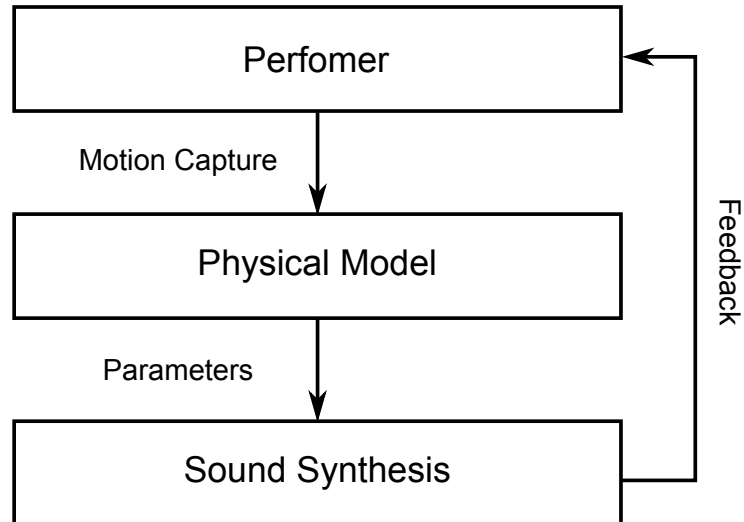 Perfomer
Motion Capture
Physical Model
Feedback
Parameters
Sound Synthesis